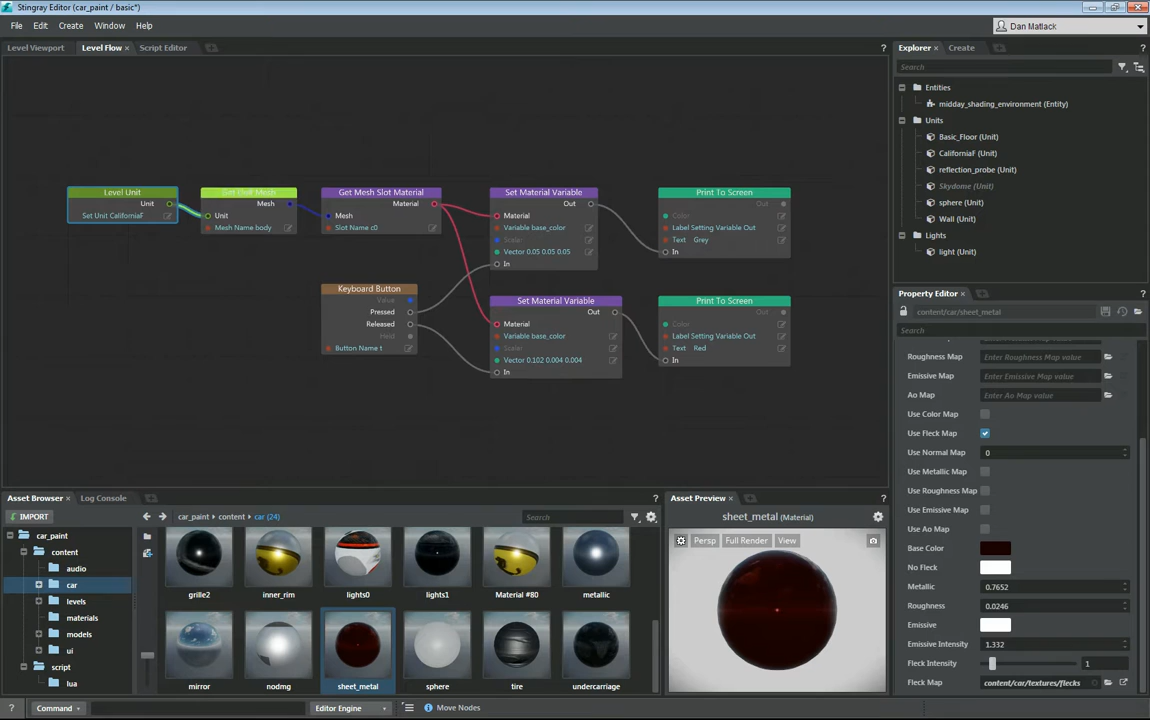 Stingray Editor (car_paint / basic*)
File Edit Create Window Help
Dan Matlack
Level Viewport Level Flow × Script Editor
?
Explorer × Create
?
Search
Entities
midday_shading_environment (Entity)
Units
Basic_Floor (Unit)
CaliforniaF (Unit)
reflection_probe (Unit)
Skydome (Unit)
sphere (Unit)
Wall (Unit)
Lights
light (Unit)
Level Unit
Unit
Set Unit CaliforniaF
Mesh
Unit
Mesh Name body
Get Mesh Slot Material
Material
Mesh
Slot Name c0
Set Material Variable
Out
Material
Variable base_color
Scalar
Vector 0.05 0.05 0.05
In
Print To Screen
Out
Color
Label Setting Variable Out
Text Grey
In
Keyboard Button
Value
Pressed
Released
Held
Button Name t
Set Material Variable
Out
Material
Variable base_color
Scalar
Vector 0.102 0.004 0.004
In
Print To Screen
Out
Color
Label Setting Variable Out
Text Red
In
Property Editor ×
?
content/car/sheet_metal
Search
Roughness Map Enter Roughness Map value
Emissive Map Enter Emissive Map value
Ao Map Enter Ao Map value
Use Color Map
Use Fleck Map
Use Normal Map 0
Use Metallic Map
Use Roughness Map
Use Emissive Map
Use Ao Map
Base Color
No Fleck
Metallic 0.7652
Roughness 0.0246
Emissive
Emissive Intensity 1.332
Fleck Intensity 1
Fleck Map content/car/textures/flecks
Asset Browser × Log Console
?
IMPORT
car_paint content car (24)
Search
car_paint
content
audio
car
levels
materials
models
ui
script
lua
grille2 inner_rim lights0 lights1 Material #80 metallic
mirror nodmg sheet_metal sphere tire undercarriage
Asset Preview ×
?
sheet_metal (Material)
Persp Full Render View
? Command Editor Engine Move Nodes